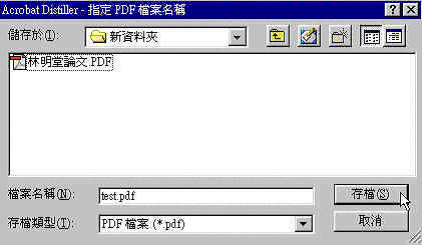 Acrobat Distiller - 指定 PDF 檔案名稱
儲存於(I): 新資料夾
林明堂論文.PDF
檔案名稱(N): test.pdf 存檔(S)
存檔類型(T): PDF 檔案 (*.pdf) 取消